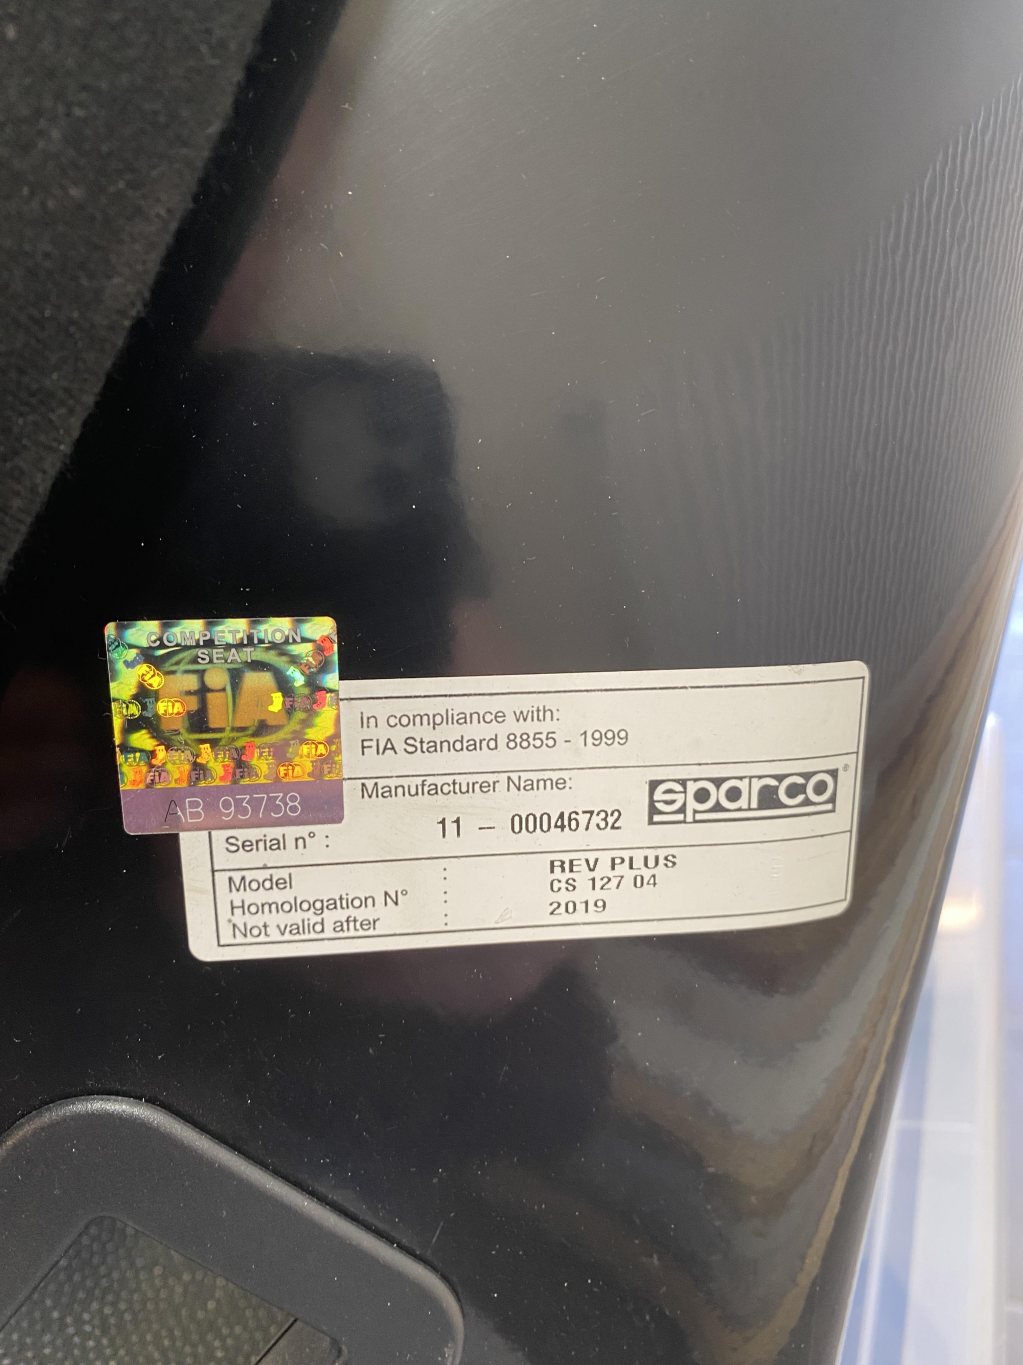 COMPETITION
SEAT
FIA
AB 93738
In compliance with:
FIA Standard 8855 - 1999
Manufacturer Name:
sparco®
Serial n° : 11 – 00046732
Model : REV PLUS
Homologation N° : CS 127 04
*Not valid after : 2019